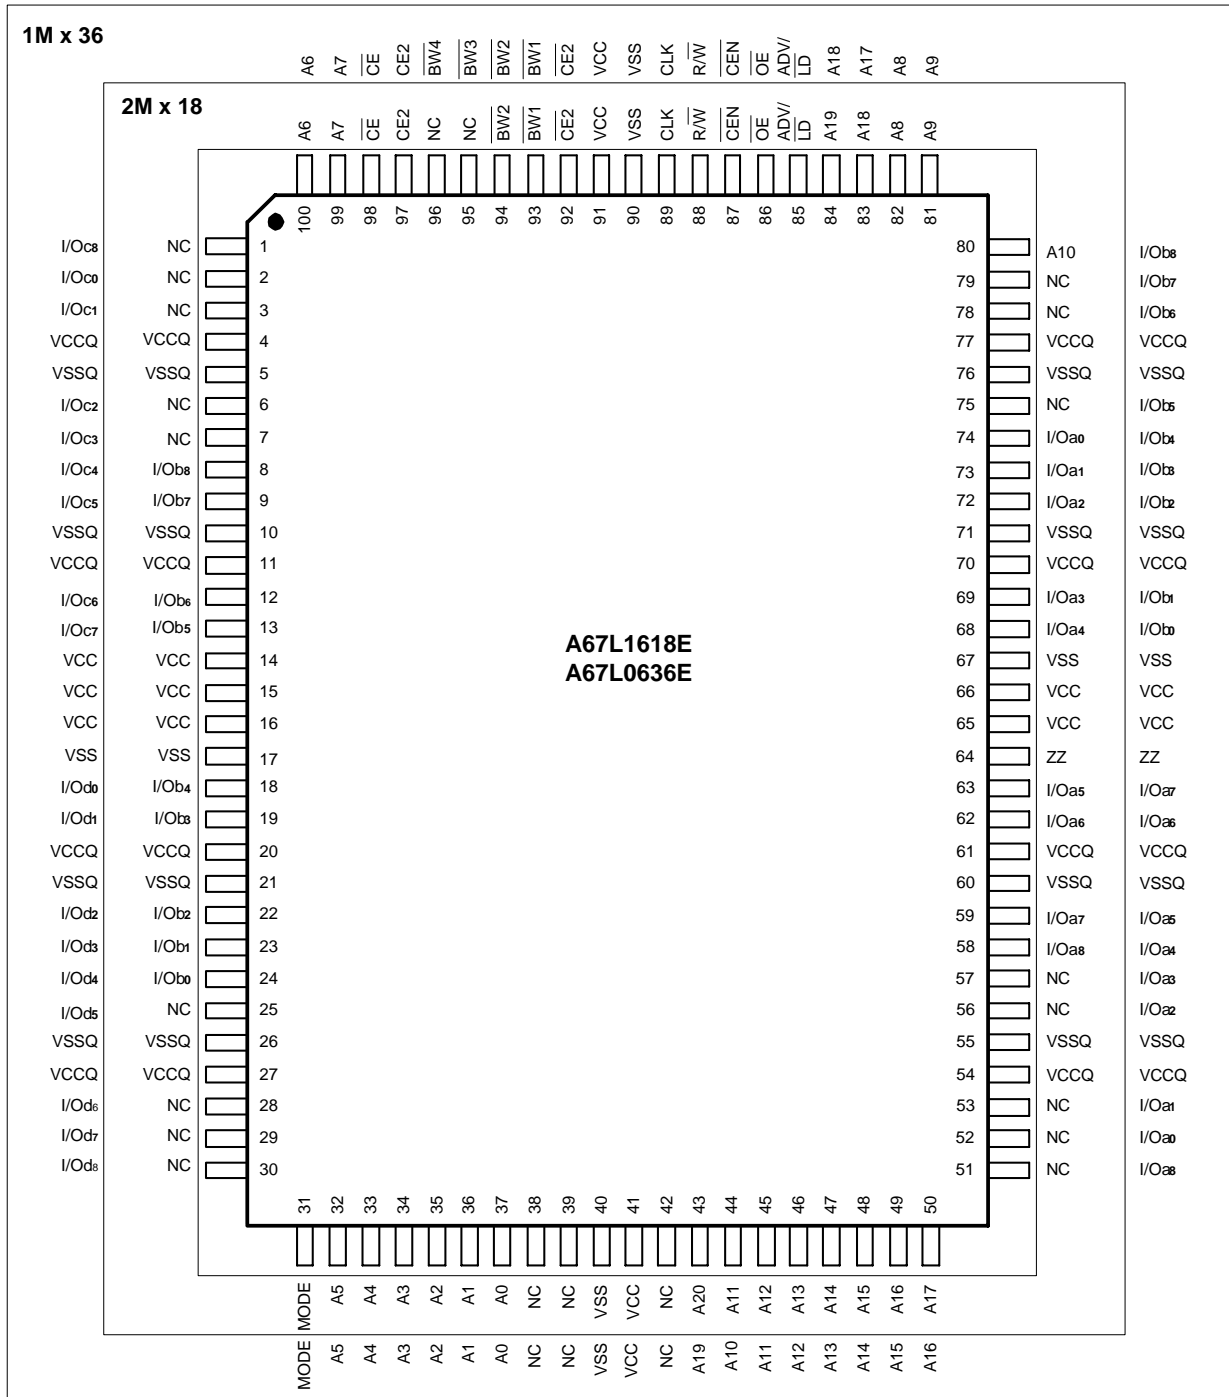 1M x 36
A6 A7 CE CE2 BW4 BW3 BW2 BW1 CE2 VCC VSS CLK R/W CEN OE ADV/LD A18 A17 A8 A9
2M x 18
A6 A7 CE CE2 NC NC BW2 BW1 CE2 VCC VSS CLK R/W CEN OE ADV/LD A19 A18 A8 A9
100 99 98 97 96 95 94 93 92 91 90 89 88 87 86 85 84 83 82 81
I/Oc8 NC 1 80 A10 I/Ob8
I/Oc0 NC 2 79 NC I/Ob7
I/Oc1 NC 3 78 NC I/Ob6
VCCQ VCCQ 4 77 VCCQ VCCQ
VSSQ VSSQ 5 76 VSSQ VSSQ
I/Oc2 NC 6 75 NC I/Ob5
I/Oc3 NC 7 74 I/Oa0 I/Ob4
I/Oc4 I/Ob8 8 73 I/Oa1 I/Ob3
I/Oc5 I/Ob7 9 72 I/Oa2 I/Ob2
VSSQ VSSQ 10 71 VSSQ VSSQ
VCCQ VCCQ 11 70 VCCQ VCCQ
I/Oc6 I/Ob6 12 69 I/Oa3 I/Ob1
I/Oc7 I/Ob5 13 68 I/Oa4 I/Ob0
A67L1618E
VCC VCC 14 67 VSS VSS
A67L0636E
VCC VCC 15 66 VCC VCC
VCC VCC 16 65 VCC VCC
VSS VSS 17 64 ZZ ZZ
I/Od0 I/Ob4 18 63 I/Oa5 I/Oa7
I/Od1 I/Ob3 19 62 I/Oa6 I/Oa6
VCCQ VCCQ 20 61 VCCQ VCCQ
VSSQ VSSQ 21 60 VSSQ VSSQ
I/Od2 I/Ob2 22 59 I/Oa7 I/Oa5
I/Od3 I/Ob1 23 58 I/Oa8 I/Oa4
I/Od4 I/Ob0 24 57 NC I/Oa3
I/Od5 NC 25 56 NC I/Oa2
VSSQ VSSQ 26 55 VSSQ VSSQ
VCCQ VCCQ 27 54 VCCQ VCCQ
I/Od6 NC 28 53 NC I/Oa1
I/Od7 NC 29 52 NC I/Oa0
I/Od8 NC 30 51 NC I/Oa8
31 32 33 34 35 36 37 38 39 40 41 42 43 44 45 46 47 48 49 50
MODE A5 A4 A3 A2 A1 A0 NC NC VSS VCC NC A20 A11 A12 A13 A14 A15 A16 A17
MODE A5 A4 A3 A2 A1 A0 NC NC VSS VCC NC A19 A10 A11 A12 A13 A14 A15 A16